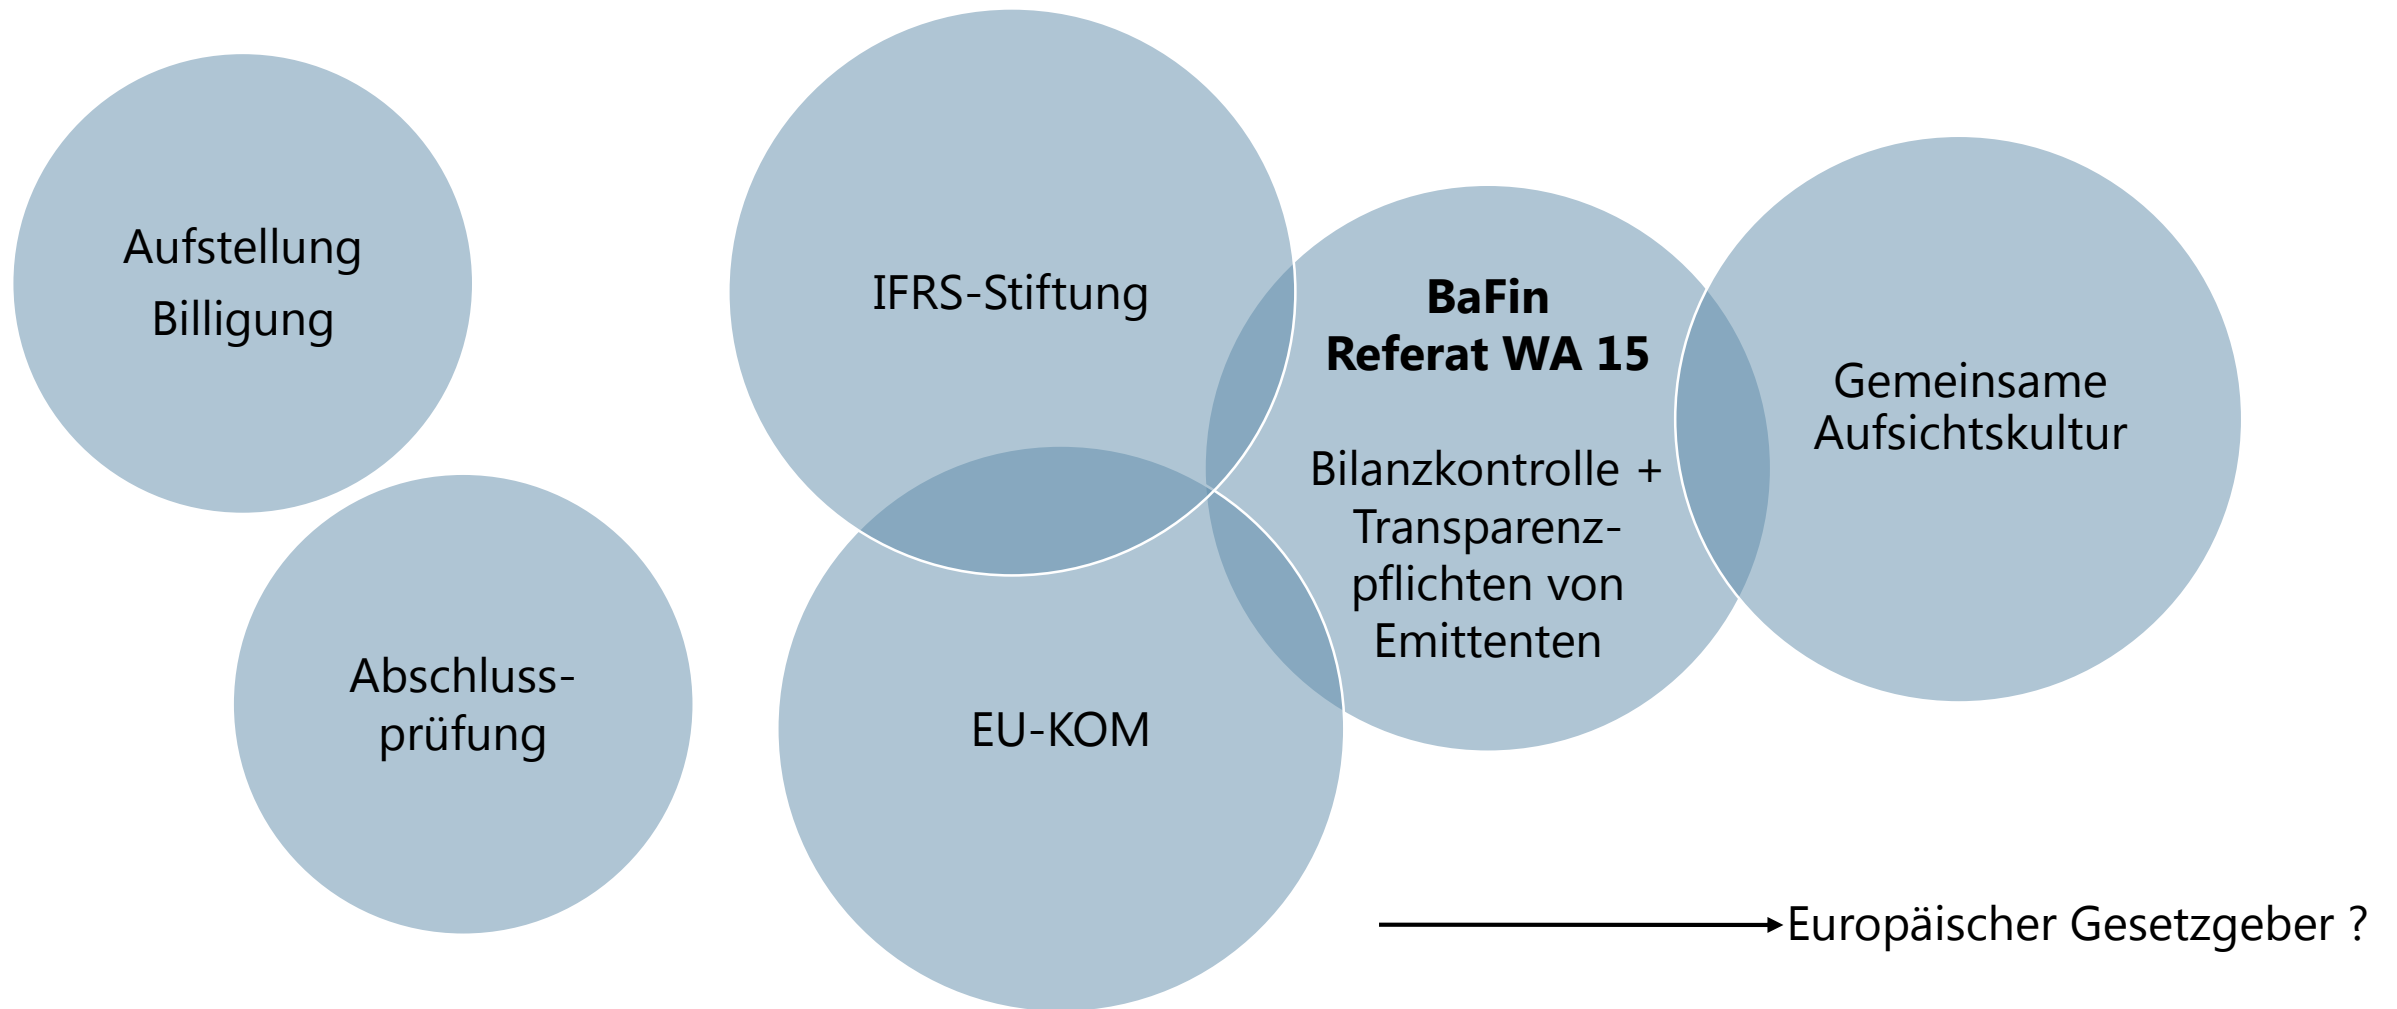 Aufstellung
Billigung
Abschluss-
prüfung
IFRS-Stiftung
EU-KOM
BaFin
Referat WA 15
Bilanzkontrolle +
Transparenz-
pflichten von
Emittenten
Gemeinsame
Aufsichtskultur
Europäischer Gesetzgeber ?